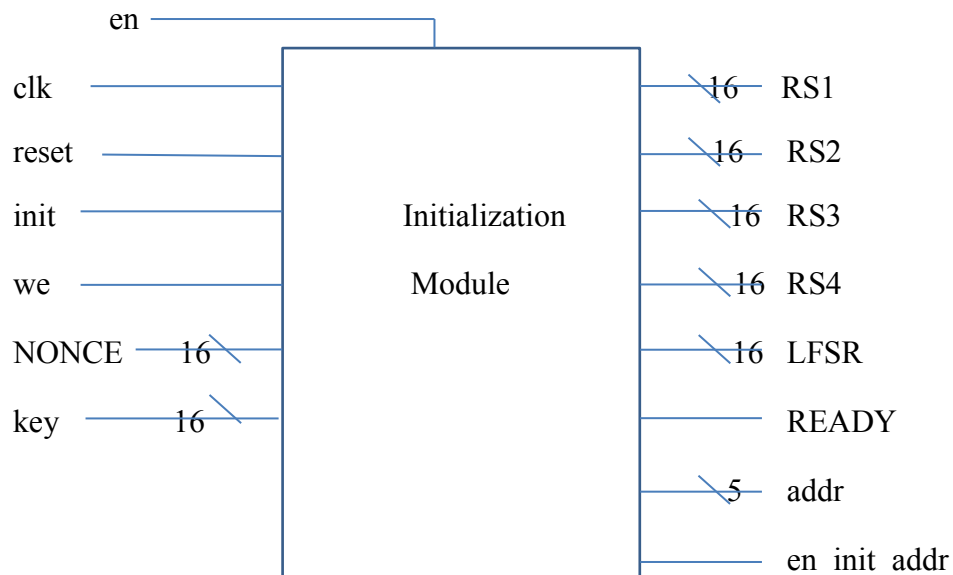 en
clk
16 RS1
reset
16 RS2
init
Initialization
16 RS3
we
Module
16 RS4
NONCE 16
16 LFSR
key 16
READY
5 addr
en init addr